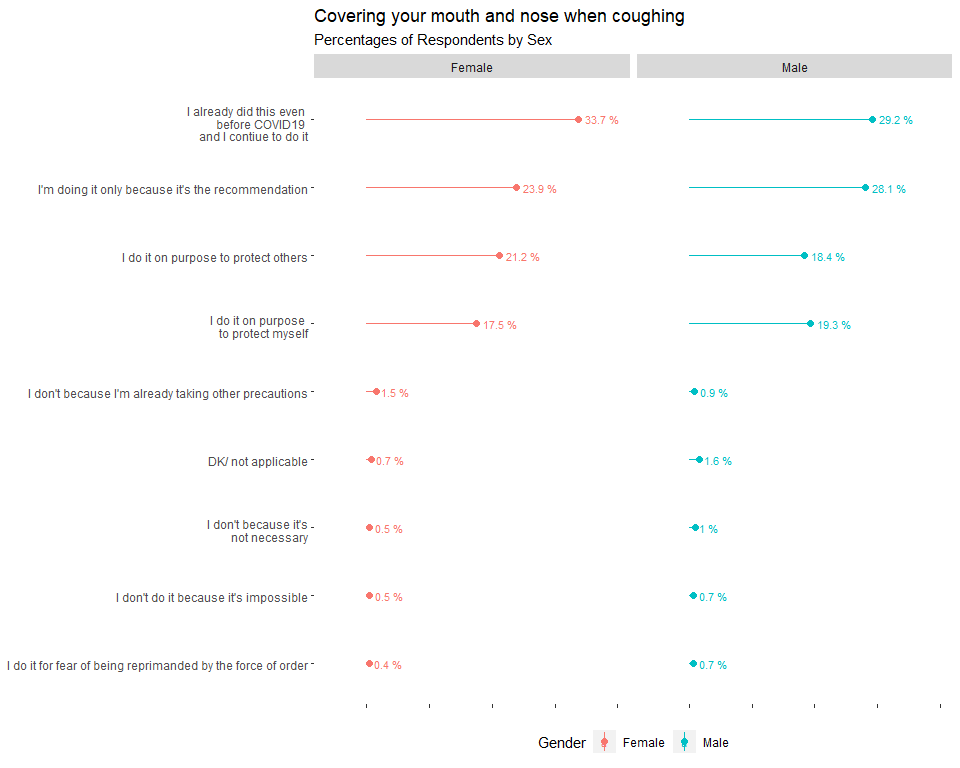 Covering your mouth and nose when coughing
Percentages of Respondents by Sex
Female
Male
I already did this even
before COVID19
and I contiue to do it
33.7 %
29.2 %
I'm doing it only because it's the recommendation
23.9 %
28.1 %
I do it on purpose to protect others
21.2 %
18.4 %
I do it on purpose
to protect myself
17.5 %
19.3 %
I don't because I'm already taking other precautions
1.5 %
0.9 %
DK/ not applicable
0.7 %
1.6 %
I don't because it's
not necessary
0.5 %
1 %
I don't do it because it's impossible
0.5 %
0.7 %
I do it for fear of being reprimanded by the force of order
0.4 %
0.7 %
Gender
Female
Male